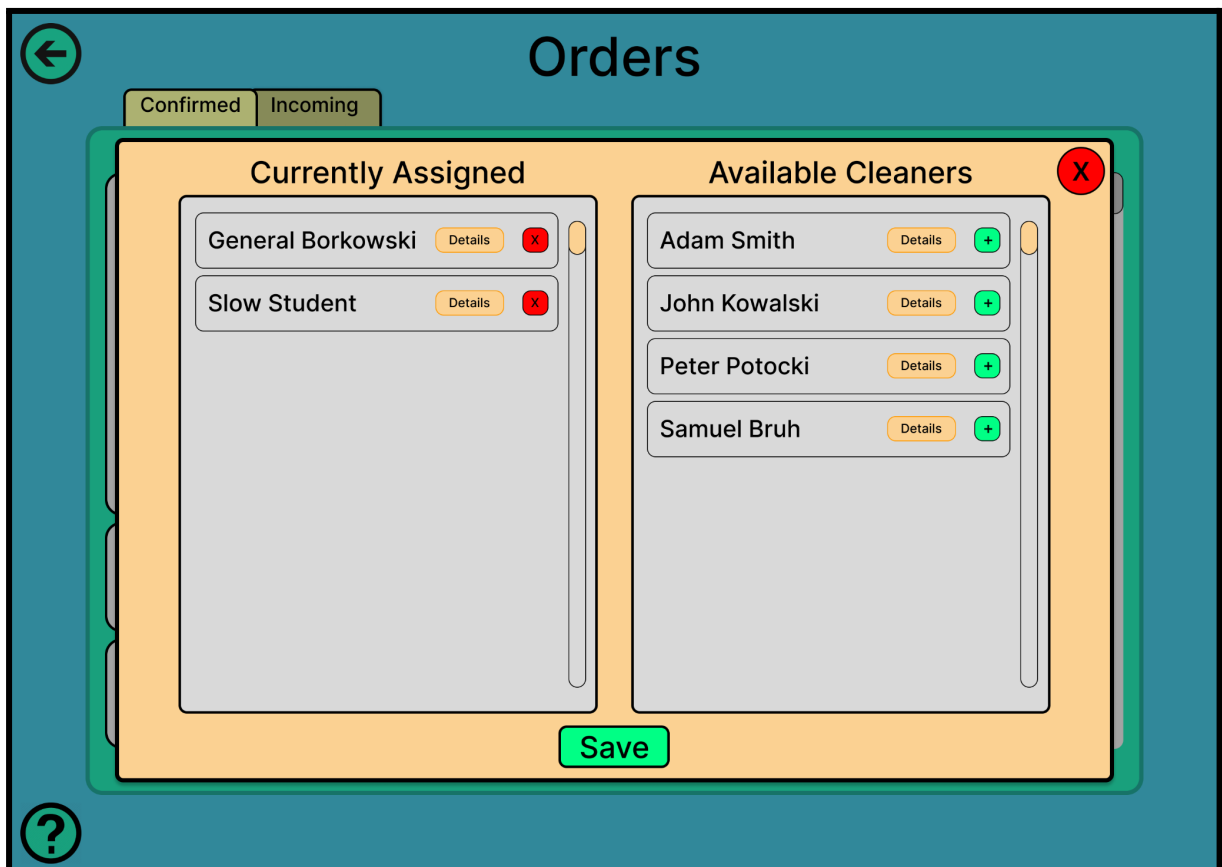 Orders
Confirmed
Incoming
Currently Assigned
General Borkowski Details X
Slow Student Details X
Available Cleaners
X
Adam Smith Details +
John Kowalski Details +
Peter Potocki Details +
Samuel Bruh Details +
Save
?